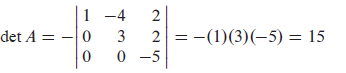 det A = - | 1 -4 2 |
| 0 3 2 | = -(1)(3)(-5) = 15
| 0 0 -5 |